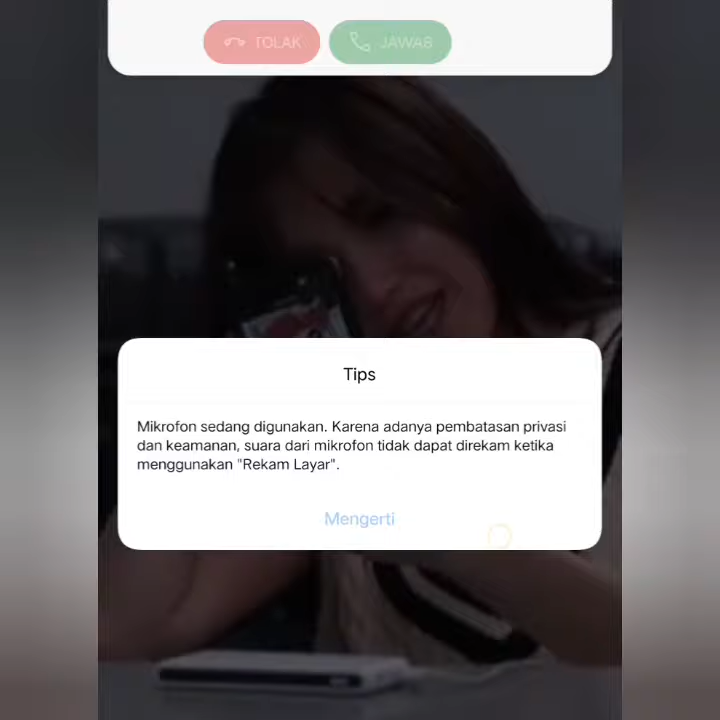 TOLAK JAWAB
Tips
Mikrofon sedang digunakan. Karena adanya pembatasan privasi
dan keamanan, suara dari mikrofon tidak dapat direkam ketika
menggunakan "Rekam Layar".
Mengerti